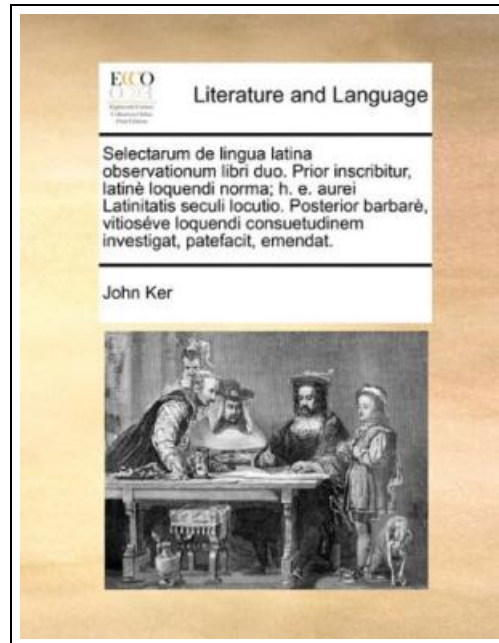 ECCO
Literature and Language
Selectarum de lingua latina
observationum libri duo. Prior inscribitur,
latinè loquendi norma; h. e. aurei
Latinitatis seculi locutio. Posterior barbarè,
vitioséve loquendi consuetudinem
investigat, patefacit, emendat.
John Ker